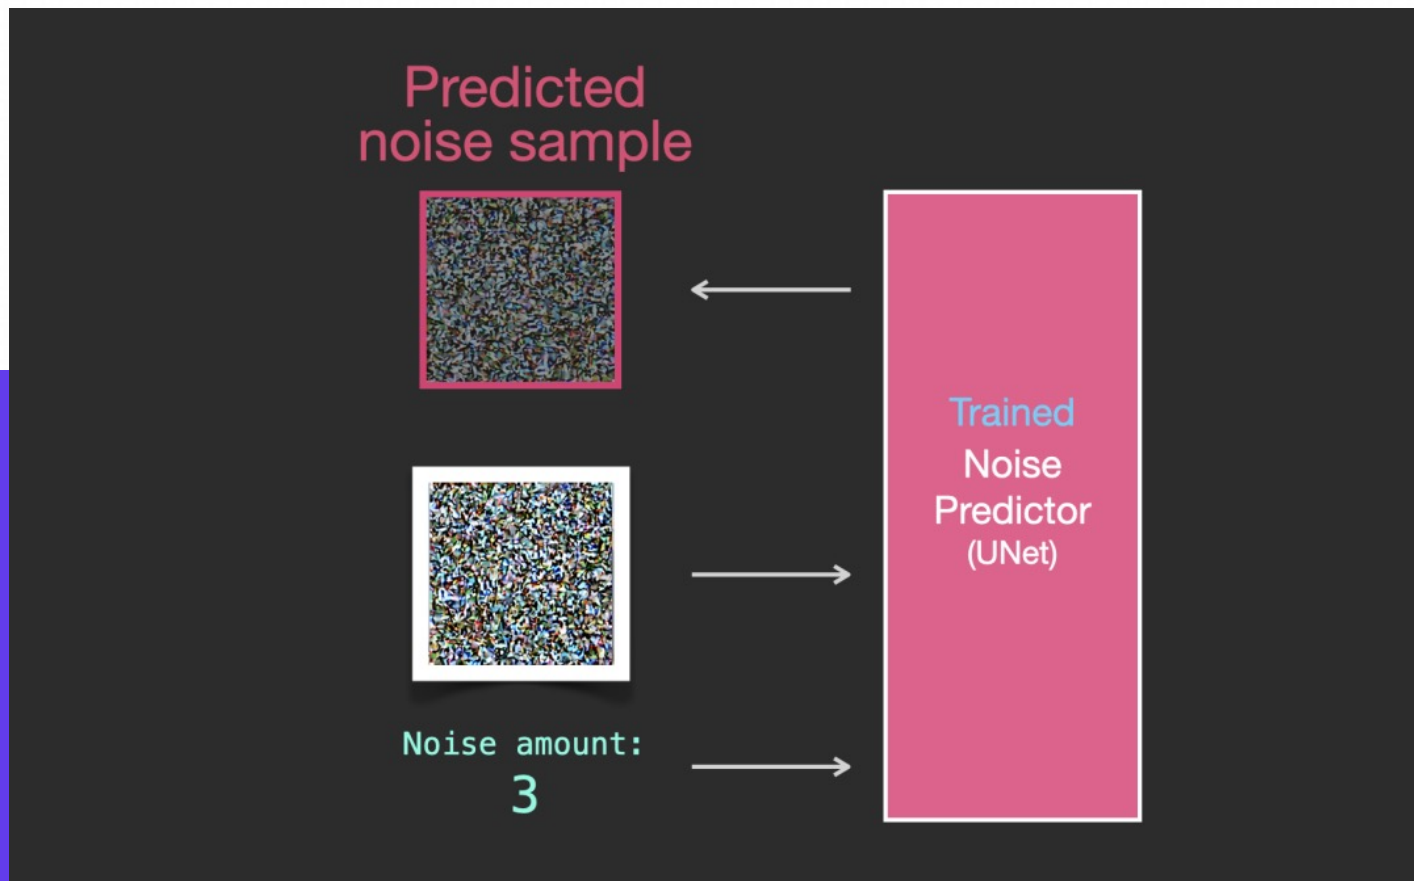 Predicted
noise sample
Trained
Noise
Predictor
(UNet)
Noise amount:
3